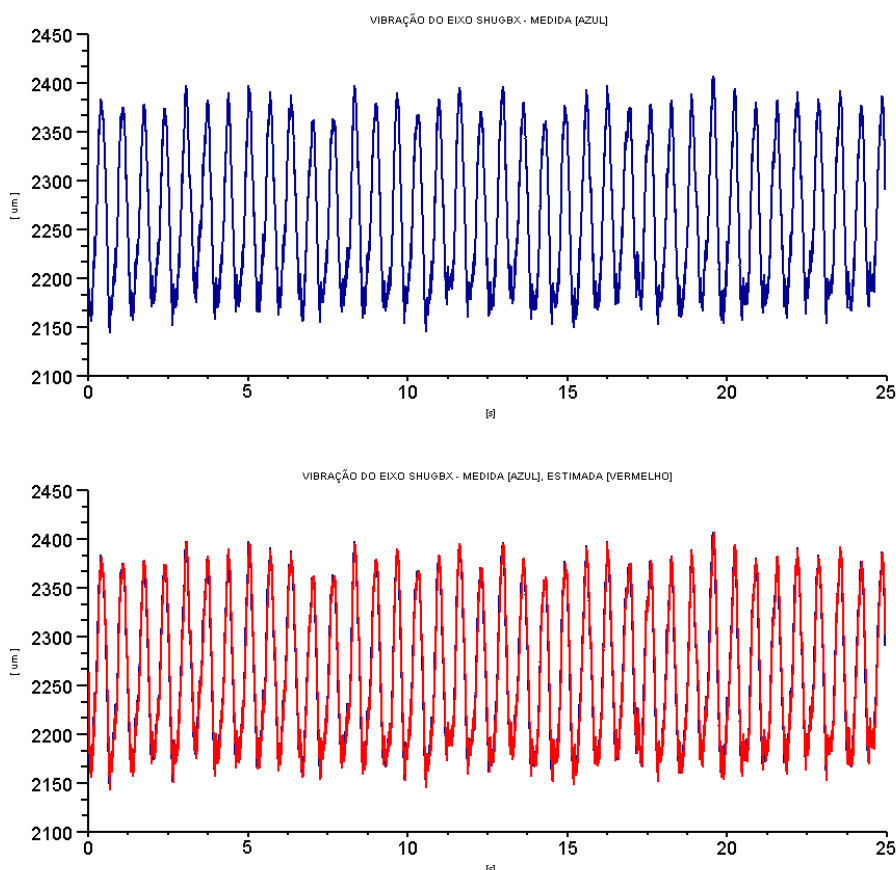 VIBRAÇÃO DO EIXO SHUGBX - MEDIDA [AZUL]
2450
2400
2350
2300
2250
2200
2150
2100
[ um ]
0 5 10 15 20 25
[s]
VIBRAÇÃO DO EIXO SHUGBX - MEDIDA [AZUL], ESTIMADA [VERMELHO]
2450
2400
2350
2300
2250
2200
2150
2100
[ um ]
0 5 10 15 20 25
[s]